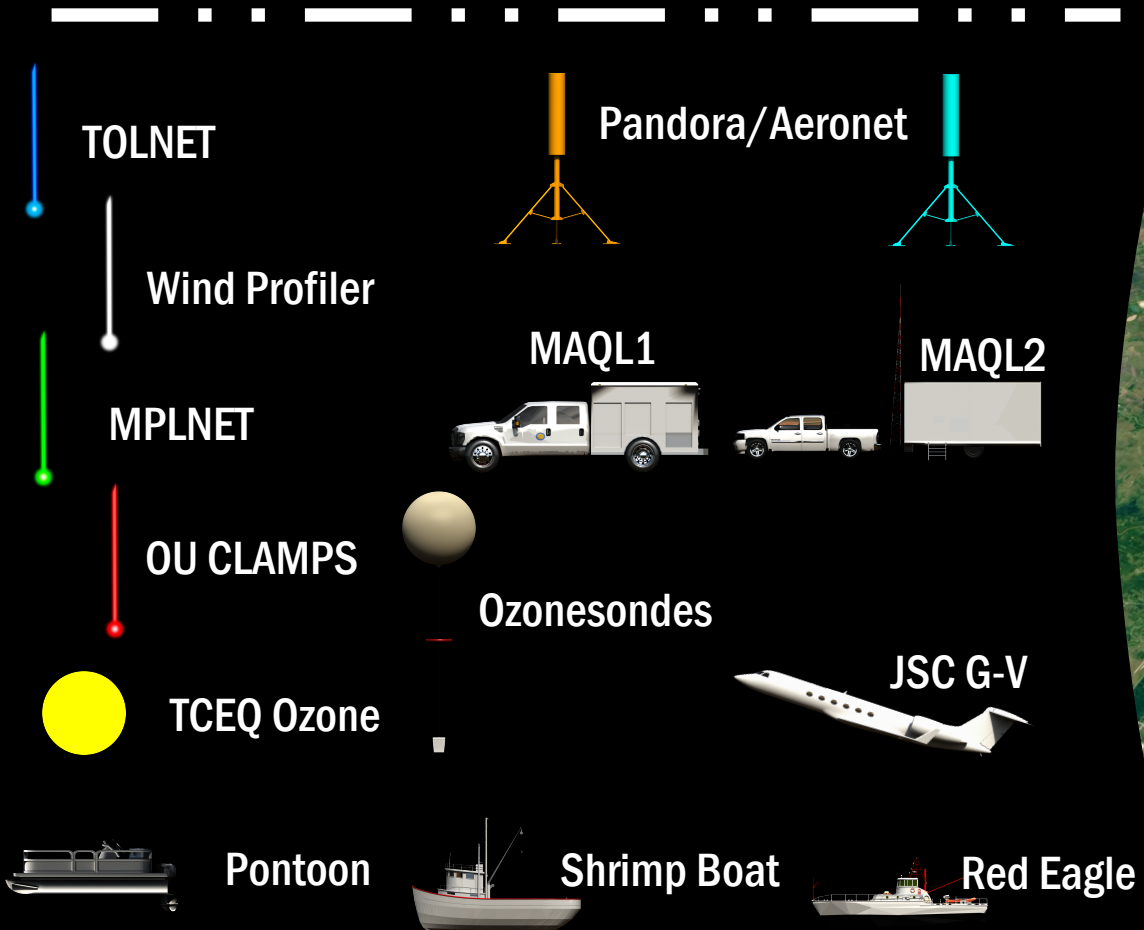 TOLNET
Pandora/Aeronet
Wind Profiler
MAQL1
MAQL2
MPLNET
OU CLAMPS
Ozonesondes
JSC G-V
TCEQ Ozone
Pontoon
Shrimp Boat
Red Eagle